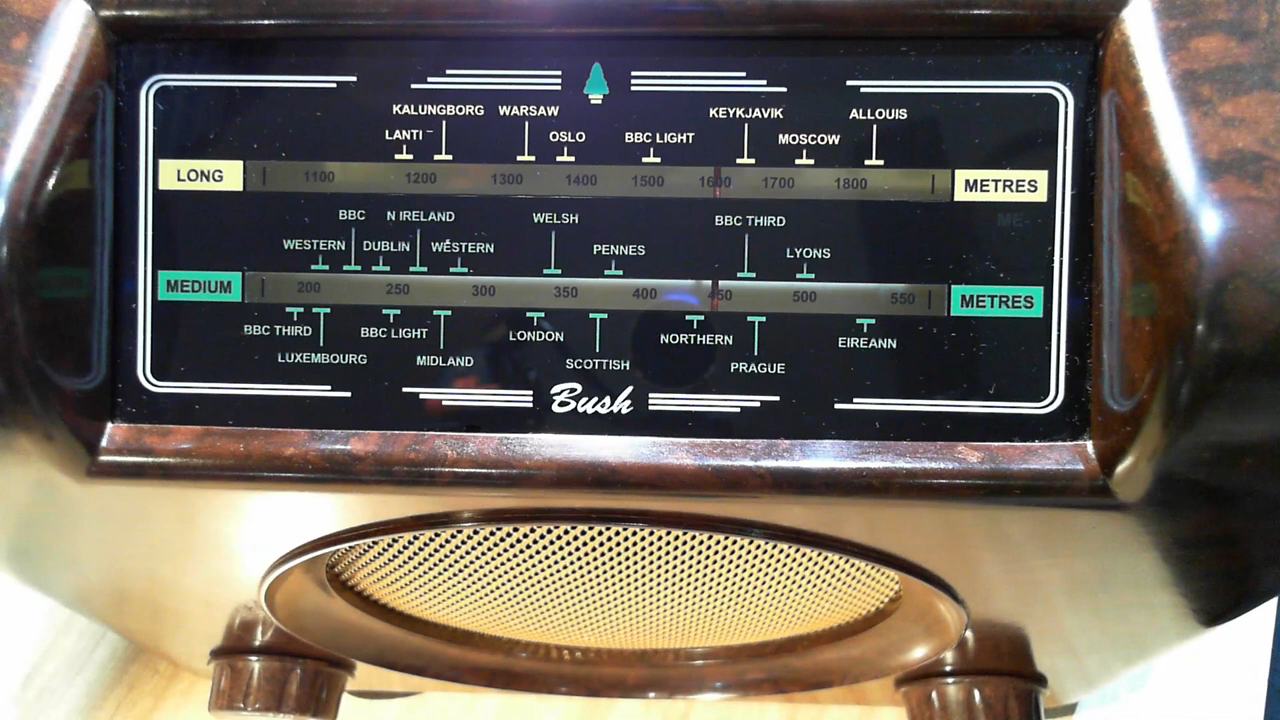 KALUNGBORG WARSAW KEYKJAVIK ALLOUIS
LANTI OSLO BBC LIGHT MOSCOW
LONG 1100 1200 1300 1400 1500 1600 1700 1800 METRES
BBC N IRELAND WELSH BBC THIRD
WESTERN DUBLIN WESTERN PENNES LYONS
MEDIUM 200 250 300 350 400 450 500 550 METRES
BBC THIRD BBC LIGHT LONDON NORTHERN EIREANN
LUXEMBOURG MIDLAND SCOTTISH PRAGUE
Bush